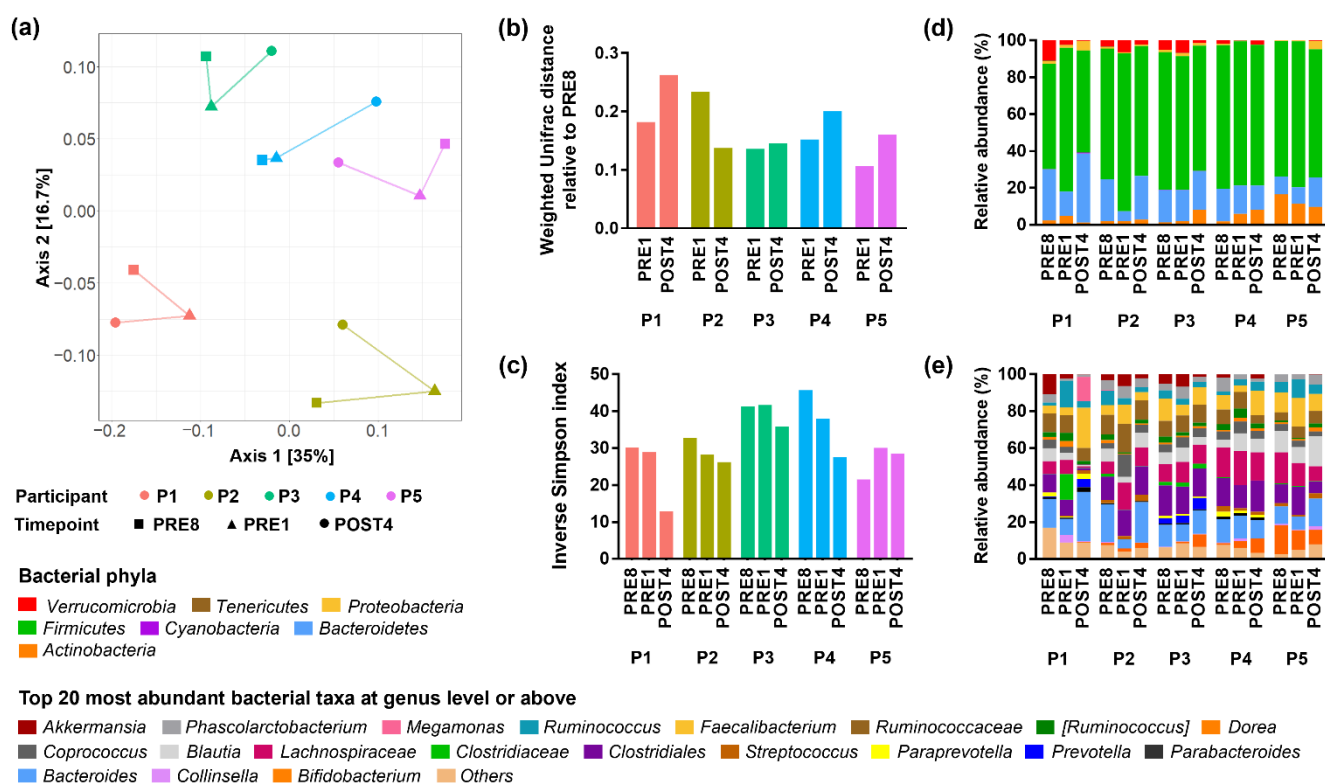 (a)
0.10
0.05
0.00
−0.05
−0.10
Axis 2 [16.7%]
−0.2
−0.1
0.0
0.1
Axis 1 [35%]
Participant P1 P2 P3 P4 P5
Timepoint PRE8 PRE1 POST4
(b)
Weighted Unifrac distance
relative to PRE8
0.3
0.2
0.1
0.0
PRE1 POST4 PRE1 POST4 PRE1 POST4 PRE1 POST4 PRE1 POST4
P1 P2 P3 P4 P5
(c)
Inverse Simpson index
50
40
30
20
10
0
PRE8 PRE1 POST4 PRE8 PRE1 POST4 PRE8 PRE1 POST4 PRE8 PRE1 POST4 PRE8 PRE1 POST4
P1 P2 P3 P4 P5
(d)
Relative abundance (%)
100
80
60
40
20
0
PRE8 PRE1 POST4 PRE8 PRE1 POST4 PRE8 PRE1 POST4 PRE8 PRE1 POST4 PRE8 PRE1 POST4
P1 P2 P3 P4 P5
(e)
Relative abundance (%)
100
80
60
40
20
0
PRE8 PRE1 POST4 PRE8 PRE1 POST4 PRE8 PRE1 POST4 PRE8 PRE1 POST4 PRE8 PRE1 POST4
P1 P2 P3 P4 P5
Bacterial phyla
Verrucomicrobia Tenericutes Proteobacteria
Firmicutes Cyanobacteria Bacteroidetes
Actinobacteria
Top 20 most abundant bacterial taxa at genus level or above
Akkermansia Phascolarctobacterium Megamonas Ruminococcus Faecalibacterium Ruminococcaceae [Ruminococcus] Dorea
Coprococcus Blautia Lachnospiraceae Clostridiaceae Clostridiales Streptococcus Paraprevotella Prevotella Parabacteroides
Bacteroides Collinsella Bifidobacterium Others